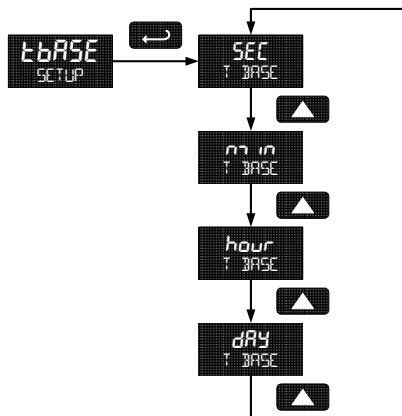 tbASE
SETUP
SEC
T BASE
min
T BASE
hour
T BASE
dAY
T BASE